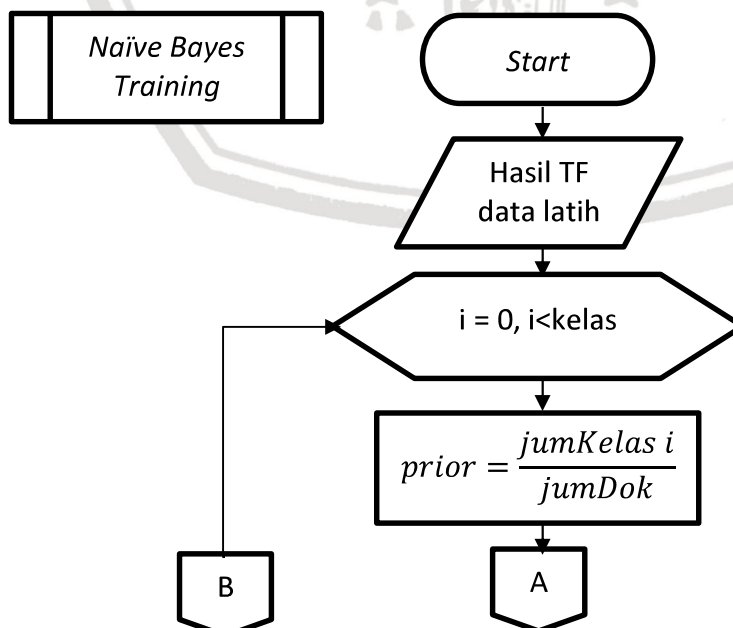 Naïve Bayes
Training
Start
Hasil TF
data latih
i = 0, i<kelas
prior = jumKelas i / jumDok
B
A